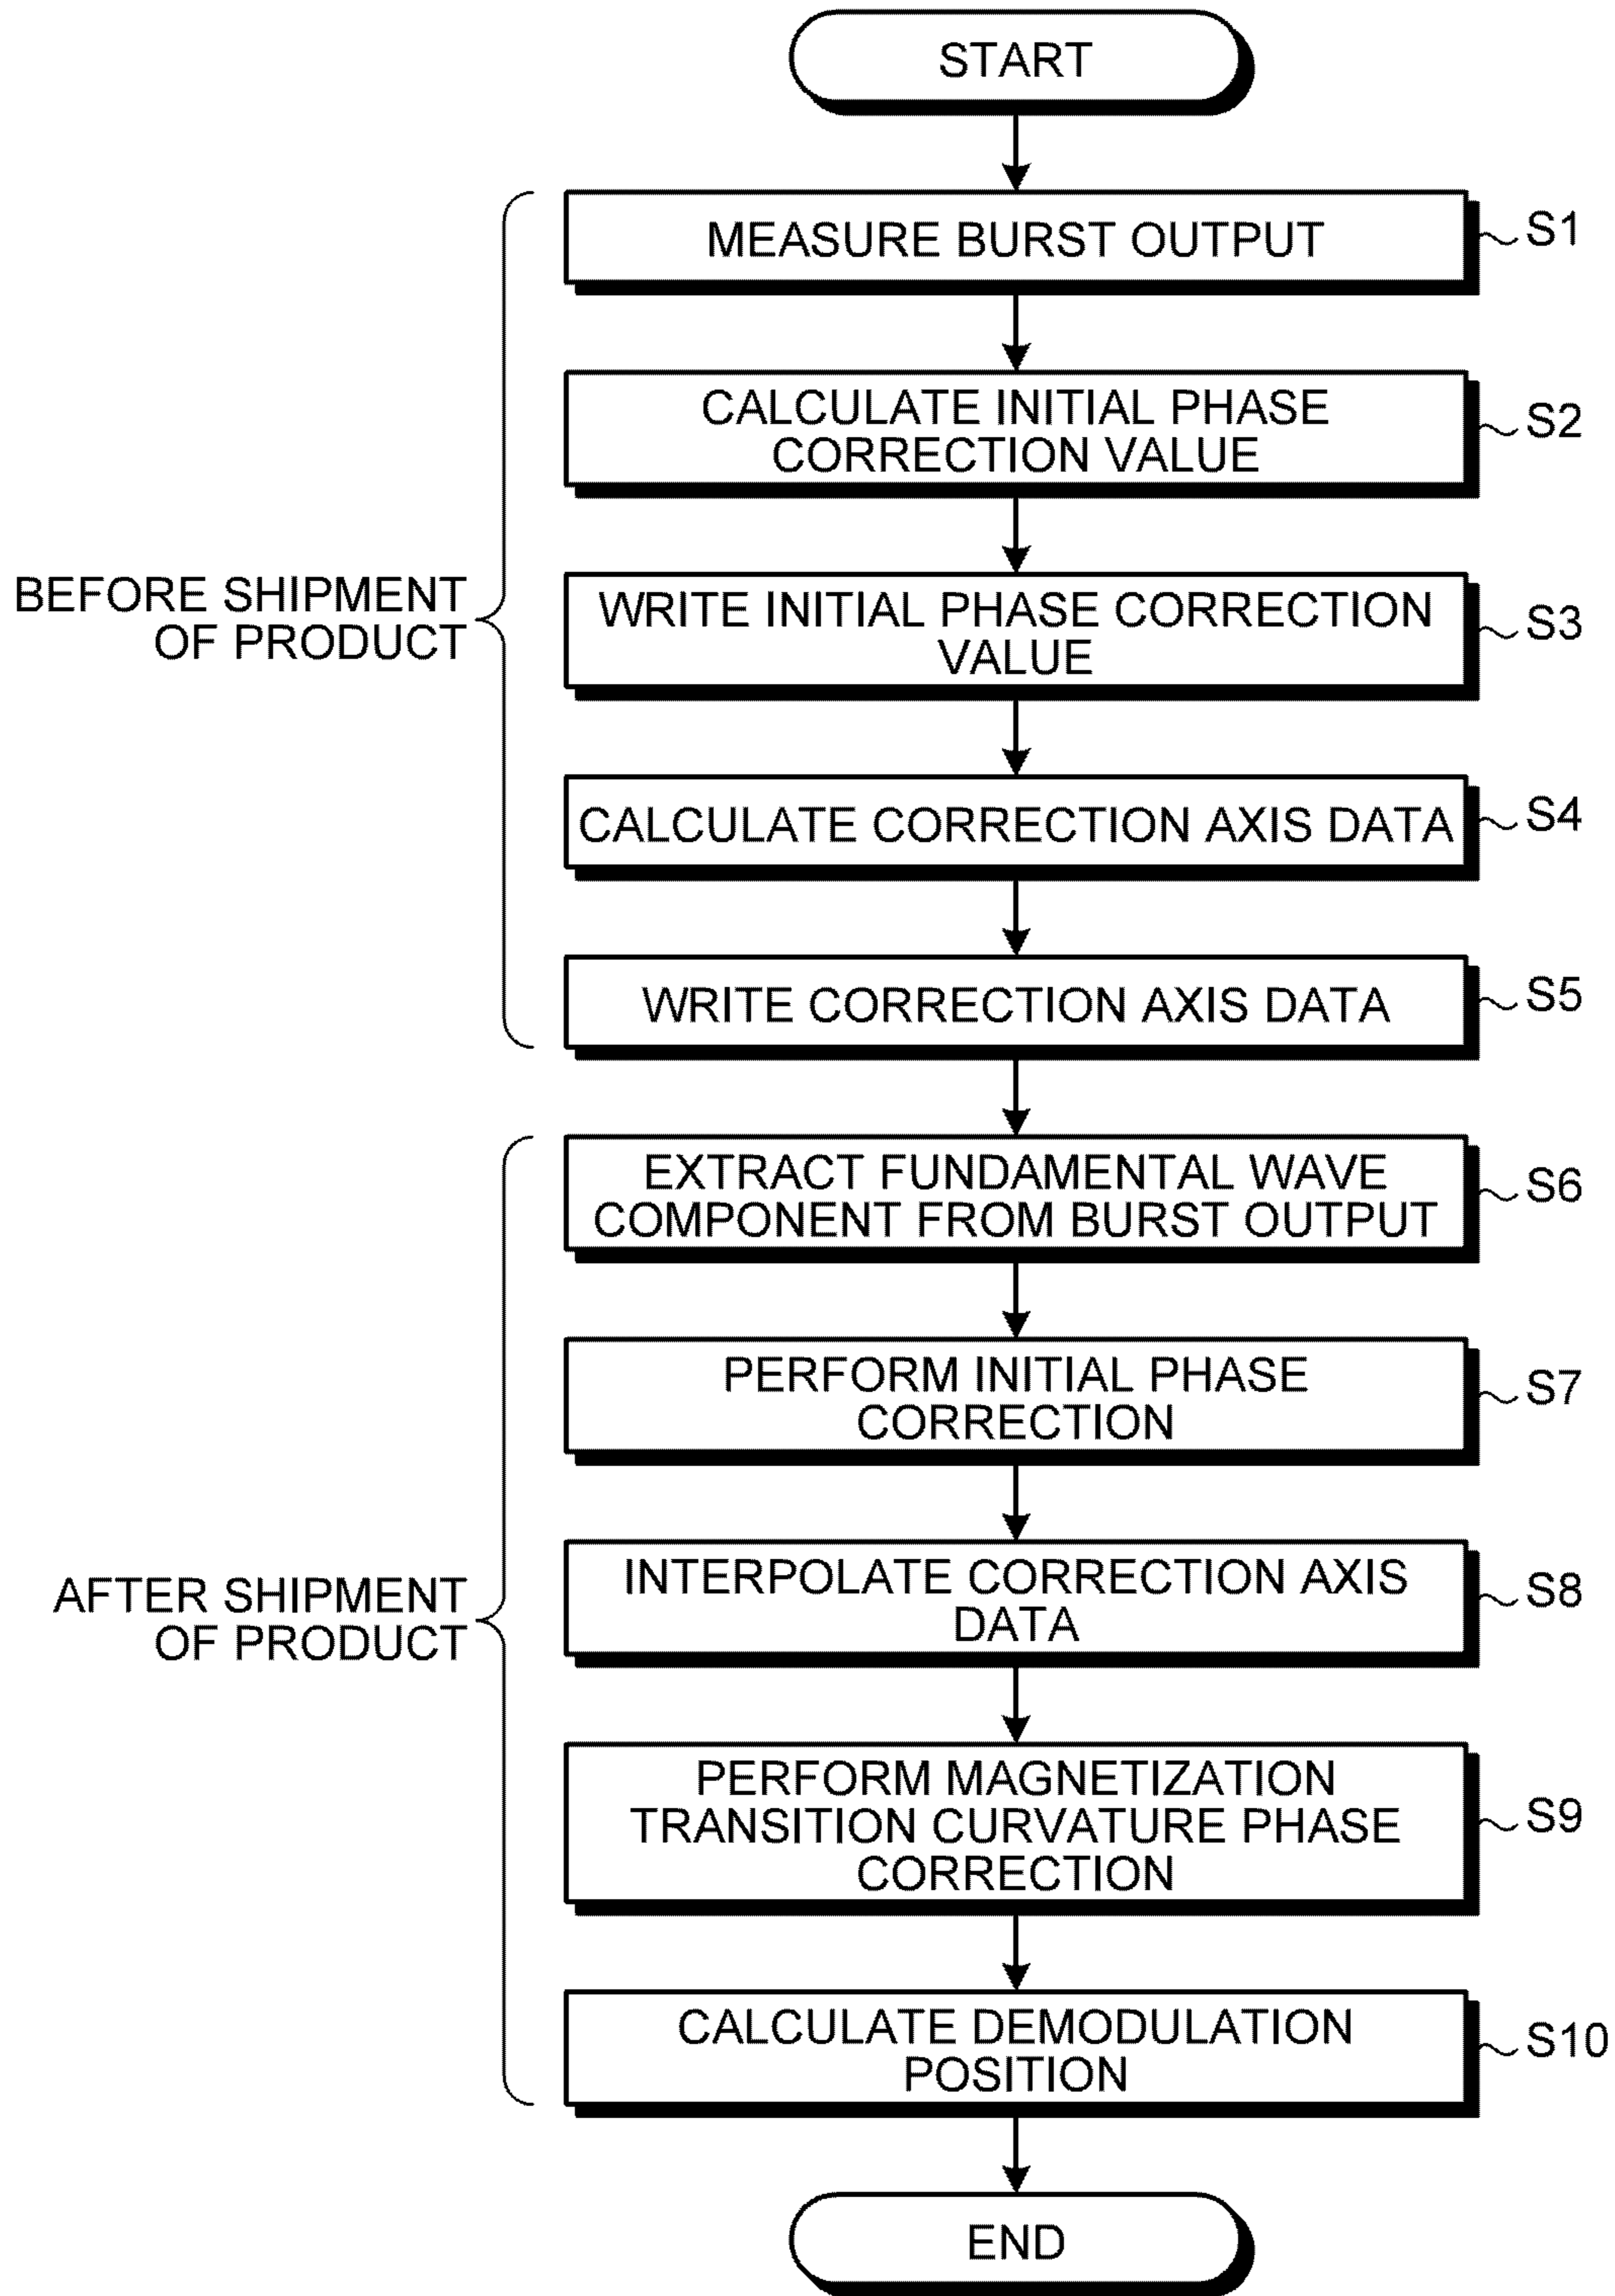 START
MEASURE BURST OUTPUT
S1
CALCULATE INITIAL PHASE
CORRECTION VALUE
S2
BEFORE SHIPMENT
OF PRODUCT
WRITE INITIAL PHASE CORRECTION
VALUE
S3
CALCULATE CORRECTION AXIS DATA
S4
WRITE CORRECTION AXIS DATA
S5
EXTRACT FUNDAMENTAL WAVE
COMPONENT FROM BURST OUTPUT
S6
PERFORM INITIAL PHASE
CORRECTION
S7
AFTER SHIPMENT
OF PRODUCT
INTERPOLATE CORRECTION AXIS
DATA
S8
PERFORM MAGNETIZATION
TRANSITION CURVATURE PHASE
CORRECTION
S9
CALCULATE DEMODULATION
POSITION
S10
END